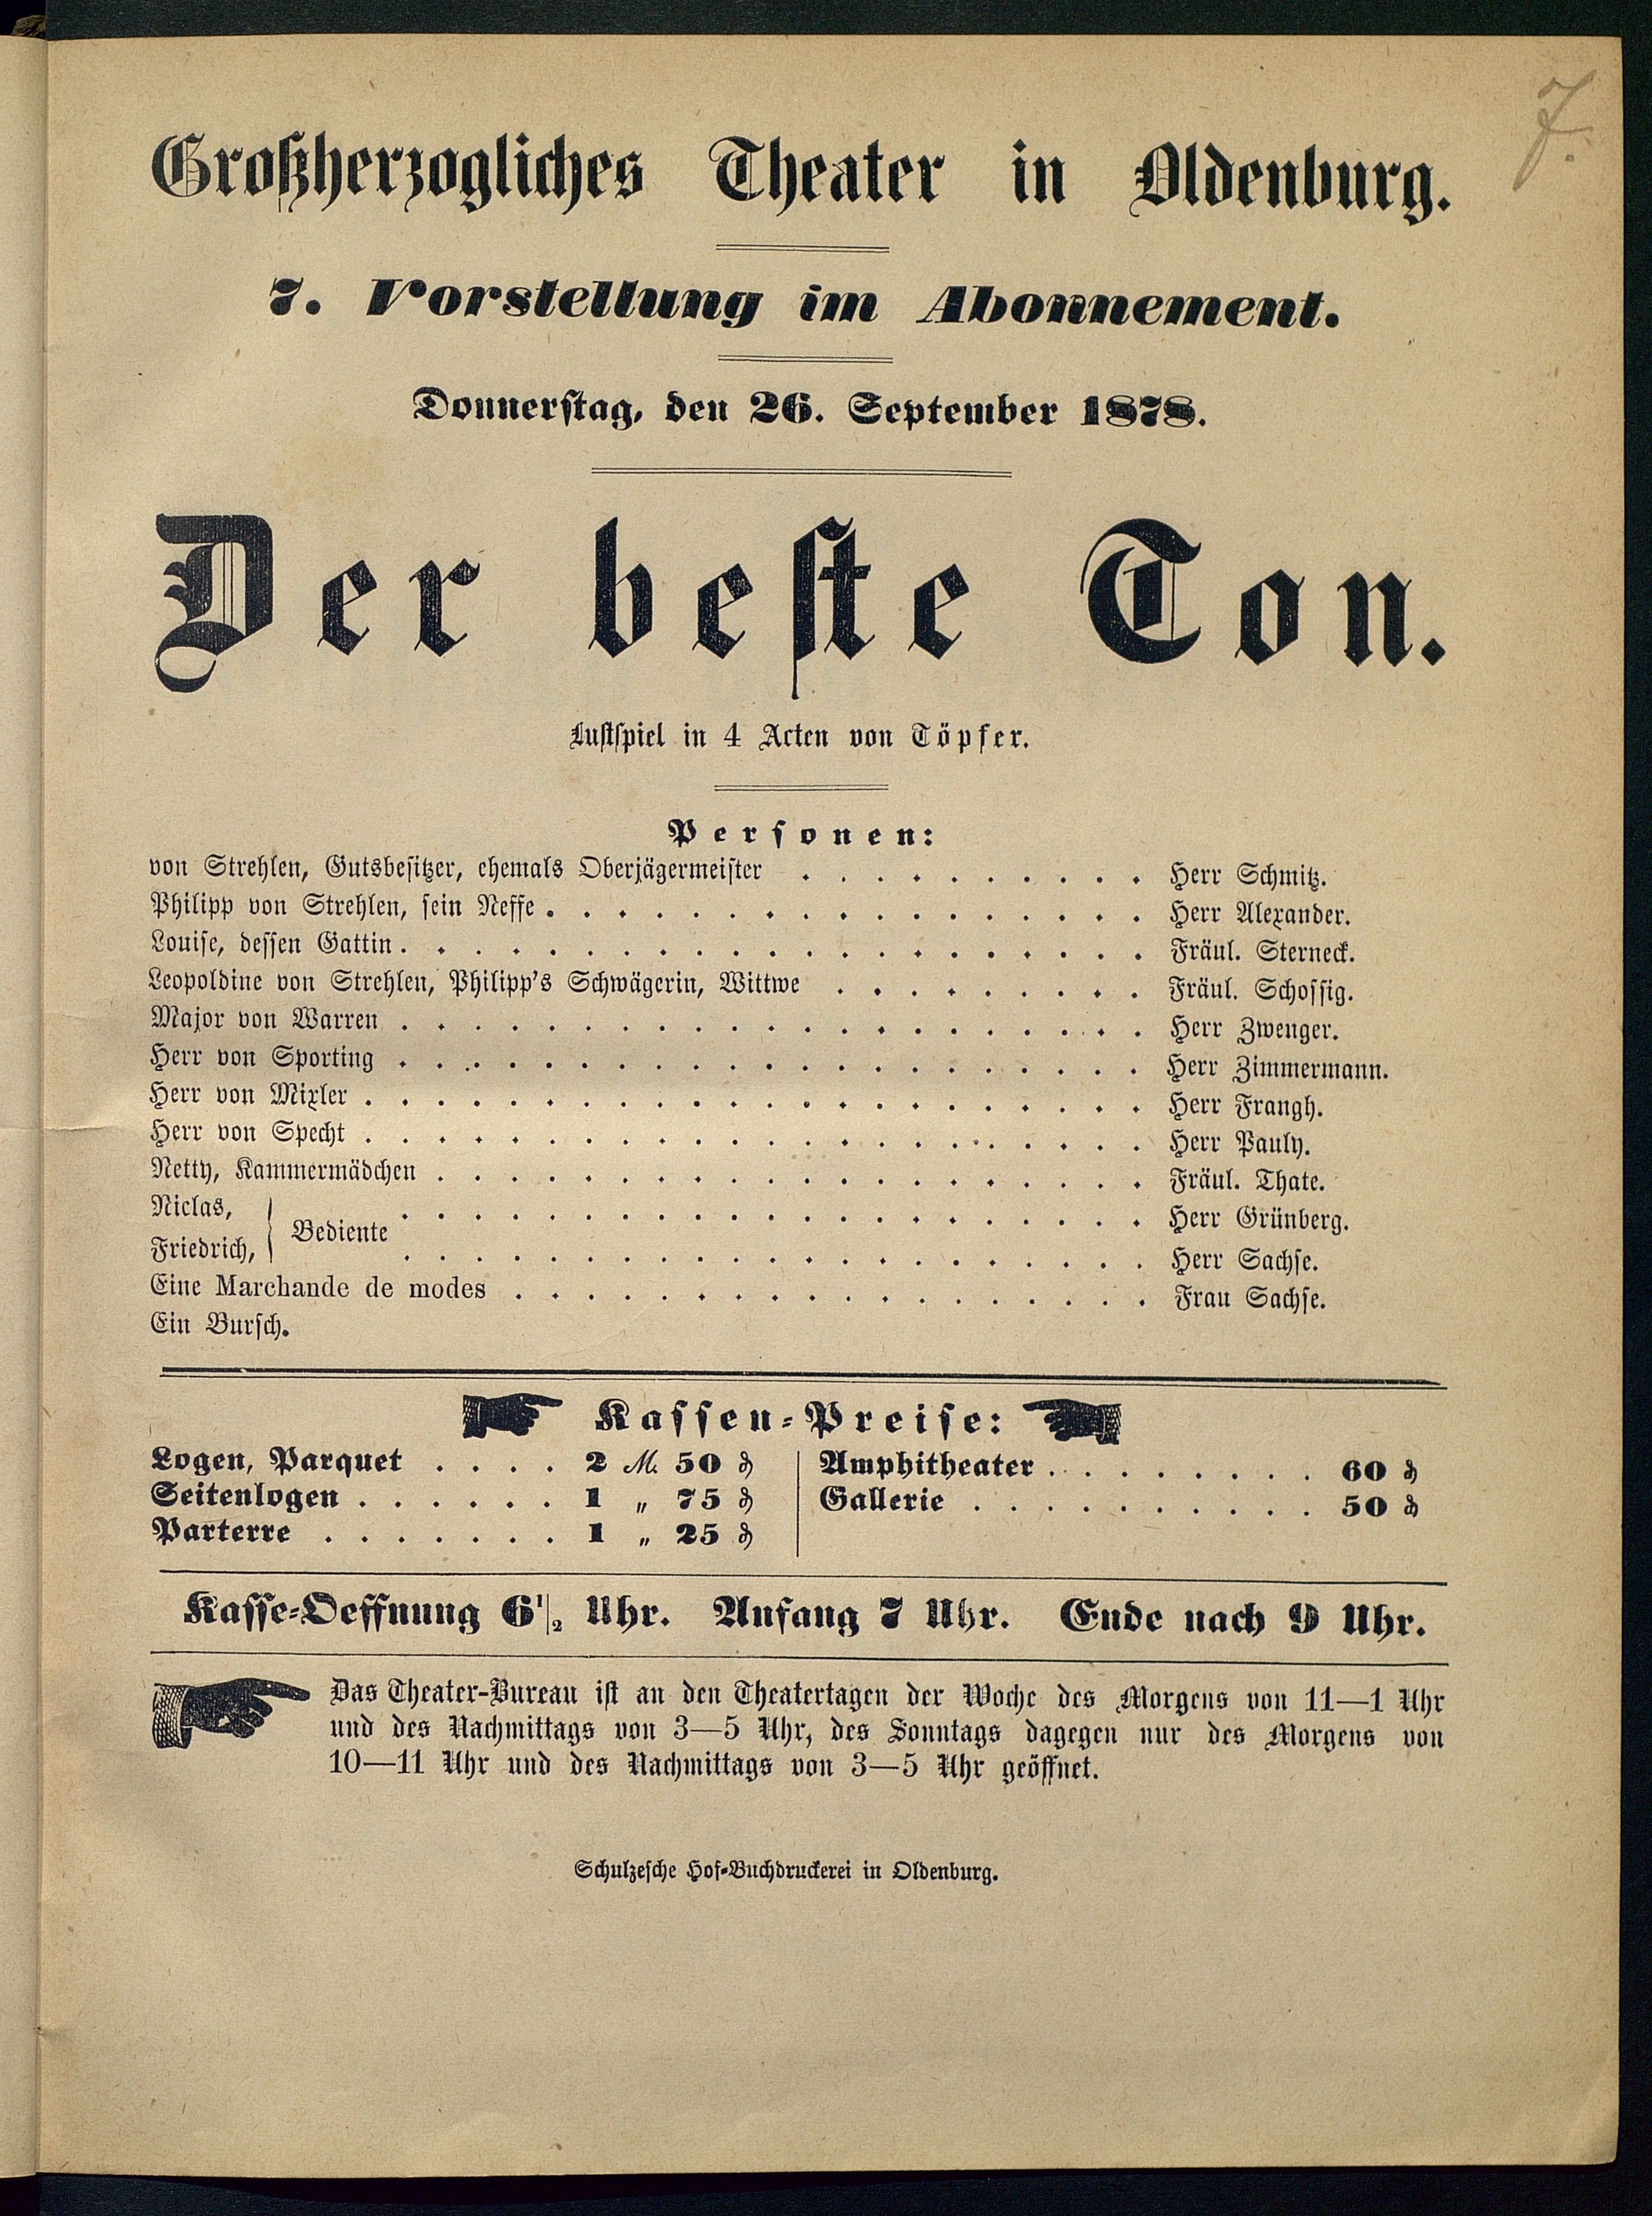 7.
Großherzogliches Theater in Oldenburg.
7. Vorstellung im Abonnement.
Donnerstag, den 26. September 1878.
Der beste Ton.
Lustspiel in 4 Acten von Töpfer.
Personen:
von Strehlen, Gutsbesitzer, ehemals Oberjägermeister . . . . . . . . . . Herr Schmitz.
Philipp von Strehlen, sein Neffe . . . . . . . . . . . . . . . . . Herr Alexander.
Louise, dessen Gattin . . . . . . . . . . . . . . . . . . . . . Fräul. Sterneck.
Leopoldine von Strehlen, Philipp's Schwägerin, Wittwe . . . . . . . . . Fräul. Schossig.
Major von Warren . . . . . . . . . . . . . . . . . . . . . Herr Zwenger.
Herr von Sporting . . . . . . . . . . . . . . . . . . . . . Herr Zimmermann.
Herr von Mixler . . . . . . . . . . . . . . . . . . . . . . Herr Frangh.
Herr von Specht . . . . . . . . . . . . . . . . . . . . . . Herr Pauly.
Netty, Kammermädchen . . . . . . . . . . . . . . . . . . . . Fräul. Thate.
Niclas, } Bediente . . . . . . . . . . . . . . . . . . . . . Herr Grünberg.
Friedrich, . . . . . . . . . . . . . . . . . . . . . Herr Sachse.
Eine Marchande de modes . . . . . . . . . . . . . . . . . . Frau Sachse.
Ein Bursch.
Kassen-Preise:
Logen, Parquet . . . . 2 M. 50 ₰
Seitenlogen . . . . . . 1 „ 75 ₰
Parterre . . . . . . . 1 „ 25 ₰
Amphitheater . . . . . . . . 60 ₰
Gallerie . . . . . . . . . . 50 ₰
Kasse-Oeffnung 6½ Uhr. Anfang 7 Uhr. Ende nach 9 Uhr.
Das Theater-Bureau ist an den Theatertagen der Woche des Morgens von 11—1 Uhr
und des Nachmittags von 3—5 Uhr, des Sonntags dagegen nur des Morgens von
10—11 Uhr und des Nachmittags von 3—5 Uhr geöffnet.
Schulzesche Hof-Buchdruckerei in Oldenburg.